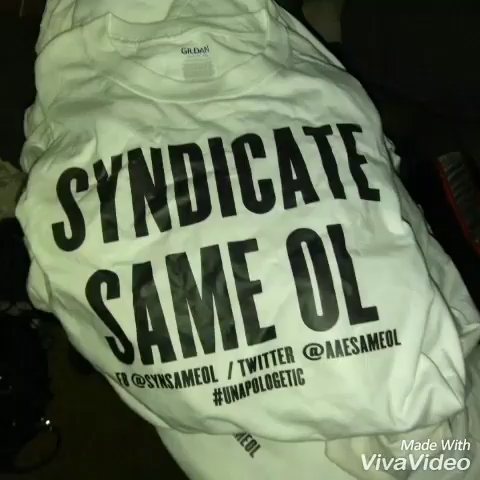 GILDAN
SYNDICATE
SAME OL
FB @SYNSAMEOL / TWITTER @AAESAMEOL
#UNAPOLOGETIC
Made With
VivaVideo